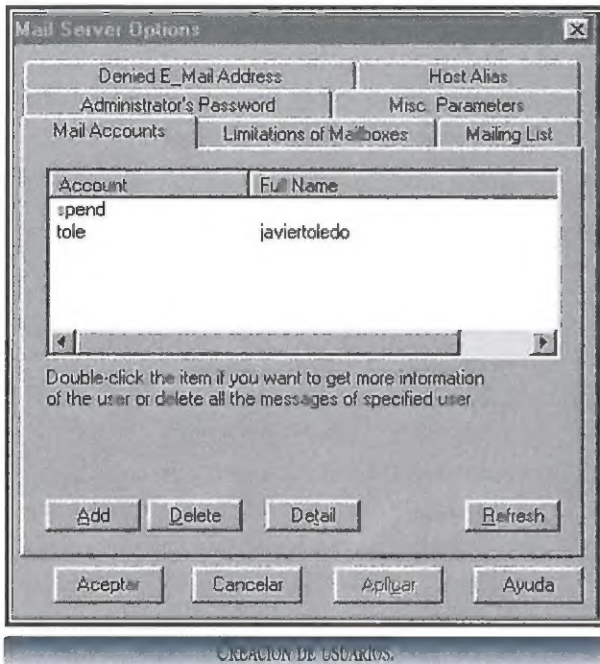 Mail Server Options
Denied E_Mail Address
Host Alias
Administrator's Password
Misc. Parameters
Mail Accounts
Limitations of Mailboxes
Mailing List
Account
Full Name
spend
tole
javiertoledo
Double-click the item if you want to get more information
of the user or delete all the messages of specified user
Add
Delete
Detail
Refresh
Aceptar
Cancelar
Aplicar
Ayuda
CREACION DE USUARIOS.